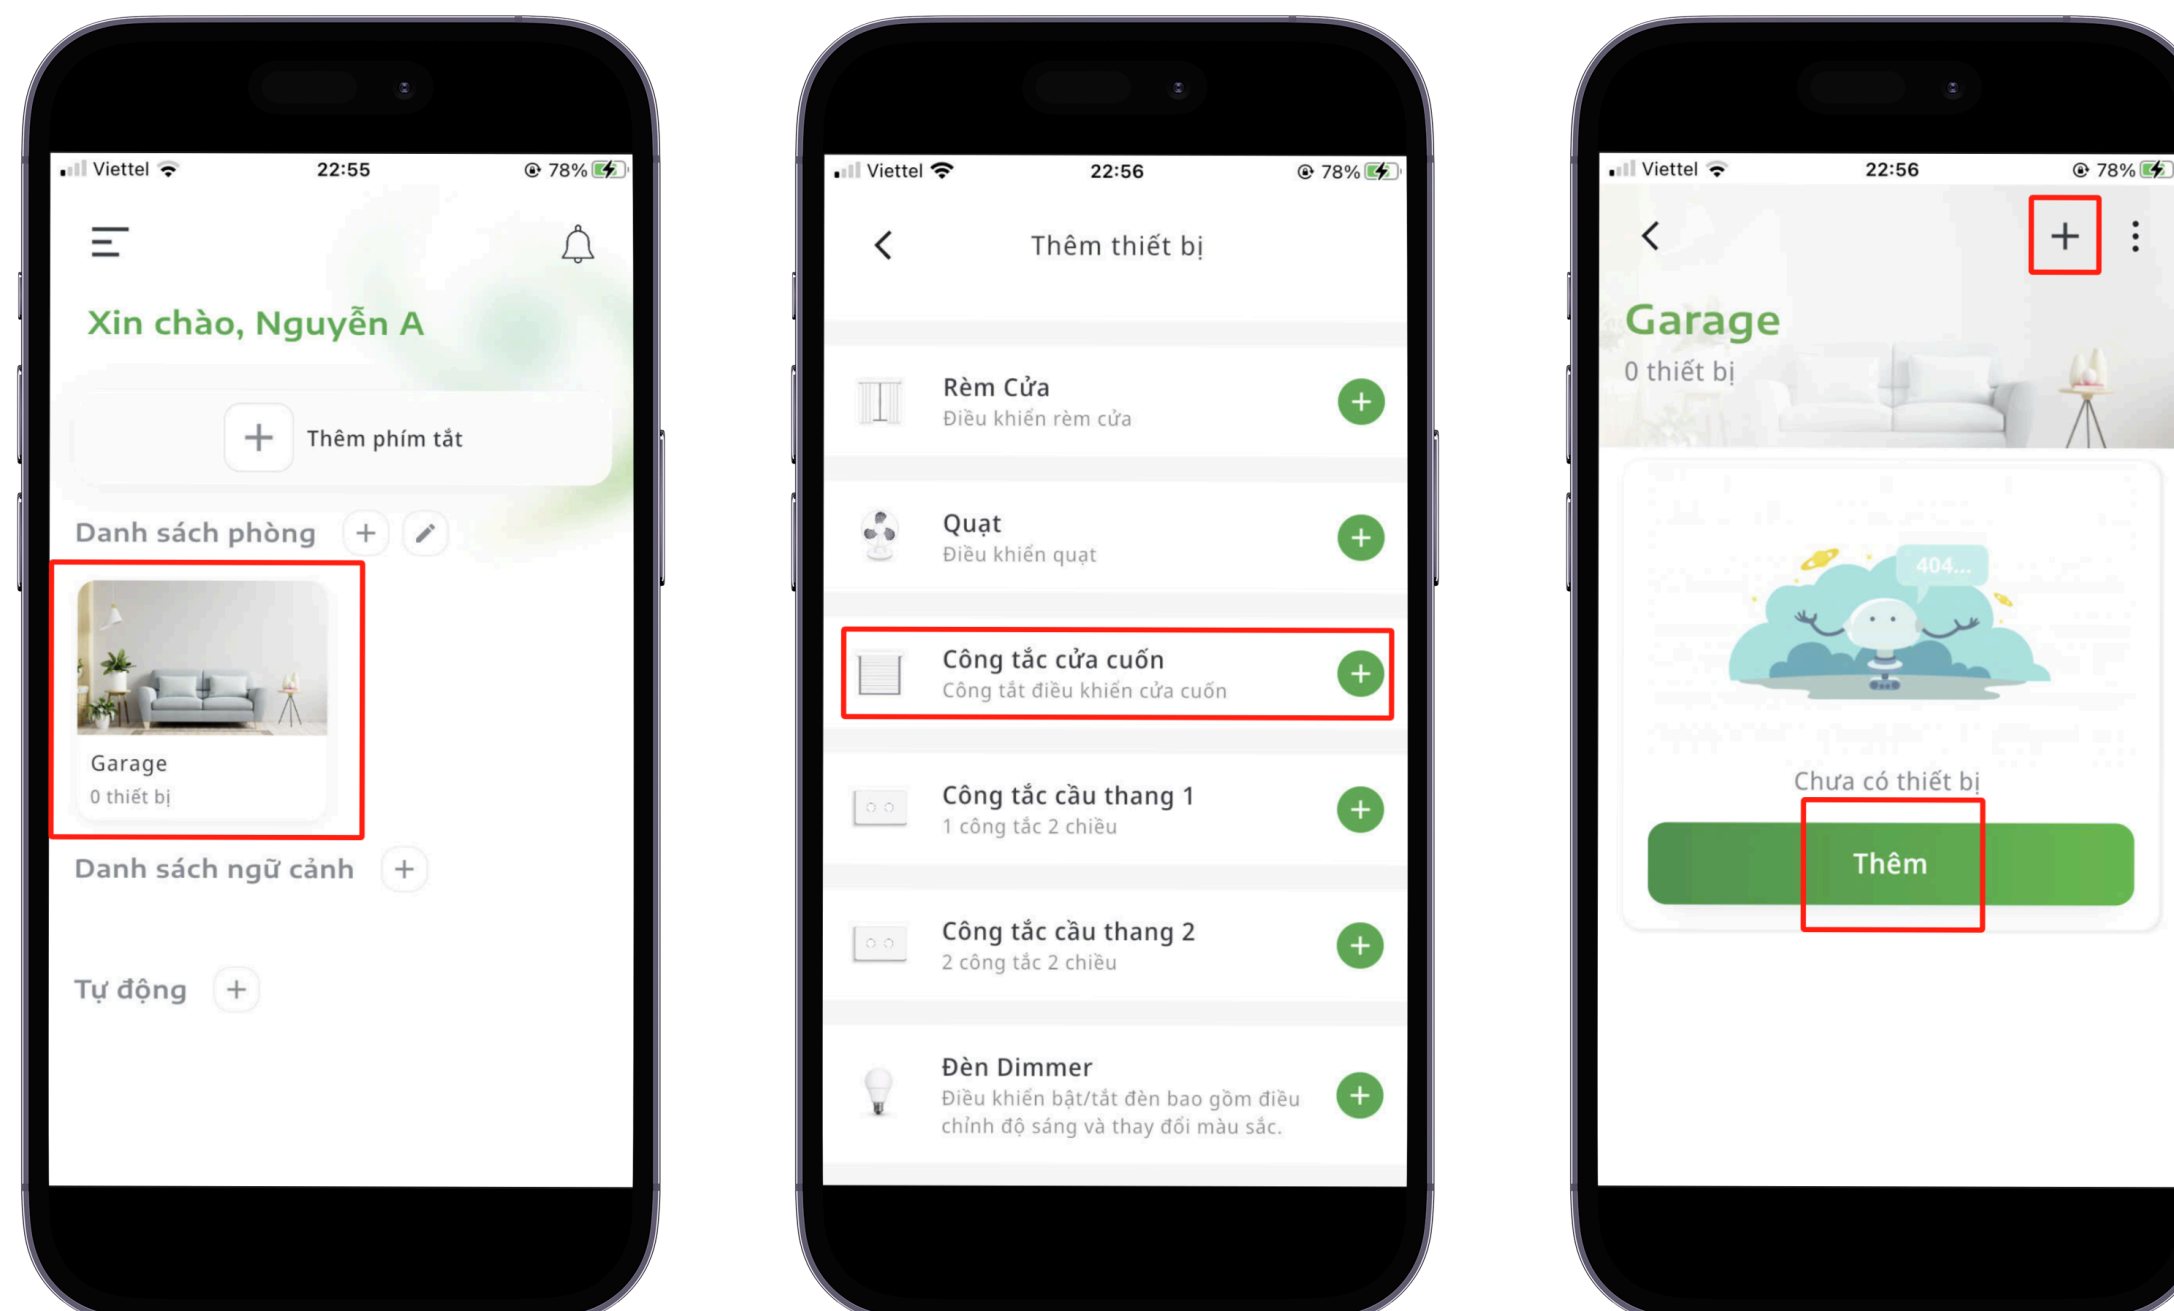 Viettel 22:55 78%
Xin chào, Nguyễn A
Thêm phím tắt
Danh sách phòng
Garage
0 thiết bị
Danh sách ngữ cảnh
Tự động
Viettel 22:56 78%
Thêm thiết bị
Rèm Cửa
Điều khiển rèm cửa
Quạt
Điều khiển quạt
Công tắc cửa cuốn
Công tắt điều khiển cửa cuốn
Công tắc cầu thang 1
1 công tắc 2 chiều
Công tắc cầu thang 2
2 công tắc 2 chiều
Đèn Dimmer
Điều khiển bật/tắt đèn bao gồm điều
chỉnh độ sáng và thay đổi màu sắc.
Viettel 22:56 78%
Garage
0 thiết bị
404...
Chưa có thiết bị
Thêm